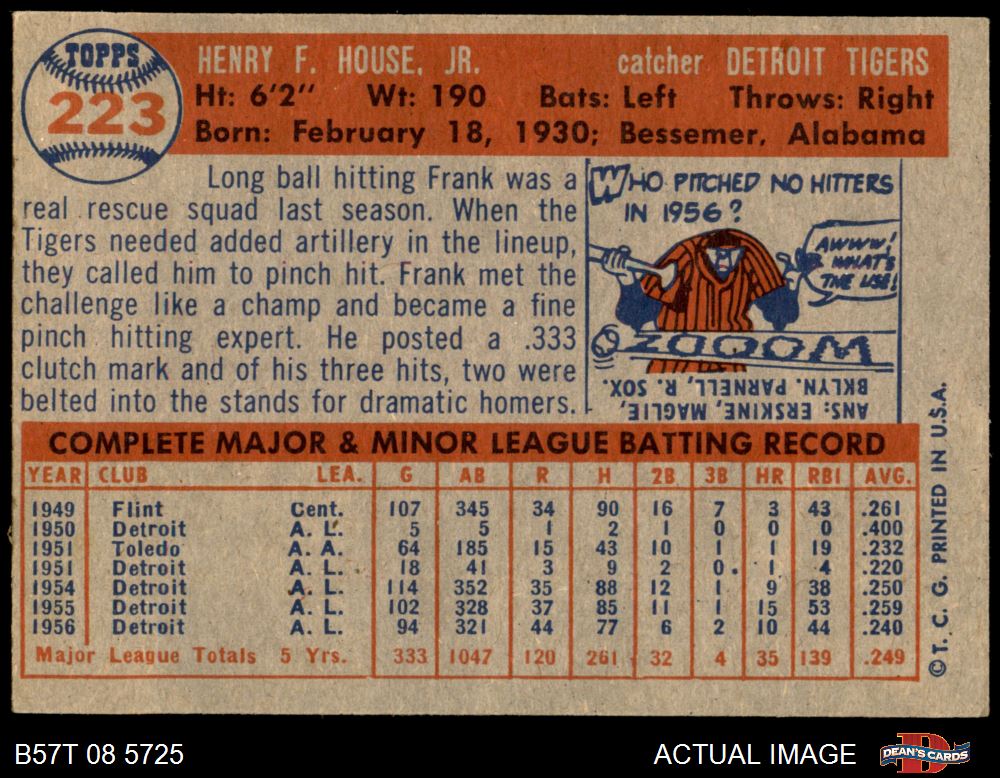 TOPPS
223
HENRY F. HOUSE, JR. catcher DETROIT TIGERS
Ht: 6'2" Wt: 190 Bats: Left Throws: Right
Born: February 18, 1930; Bessemer, Alabama
Long ball hitting Frank was a
real rescue squad last season. When the
Tigers needed added artillery in the lineup,
they called him to pinch hit. Frank met the
challenge like a champ and became a fine
pinch hitting expert. He posted a .333
clutch mark and of his three hits, two were
belted into the stands for dramatic homers.
WHO PITCHED NO HITTERS
IN 1956?
AWWW!
WHAT'S
THE USE!
ZOOOOM
ANS: ERSKINE, MAGLIE,
BKLYN. PARNELL, R. SOX.
COMPLETE MAJOR & MINOR LEAGUE BATTING RECORD
YEAR CLUB LEA. G AB R H 2B 3B HR RBI AVG.
1949 Flint Cent. 107 345 34 90 16 7 3 43 .261
1950 Detroit A. L. 5 5 1 2 1 0 0 0 .400
1951 Toledo A. A. 64 185 15 43 10 1 1 19 .232
1951 Detroit A. L. 18 41 3 9 2 0 1 4 .220
1954 Detroit A. L. 114 352 35 88 12 1 9 38 .250
1955 Detroit A. L. 102 328 37 85 11 1 15 53 .259
1956 Detroit A. L. 94 321 44 77 6 2 10 44 .240
Major League Totals 5 Yrs. 333 1047 120 261 32 4 35 139 .249
©T. C. G. PRINTED IN U.S.A.
B57T 08 5725 ACTUAL IMAGE DEAN'S CARDS